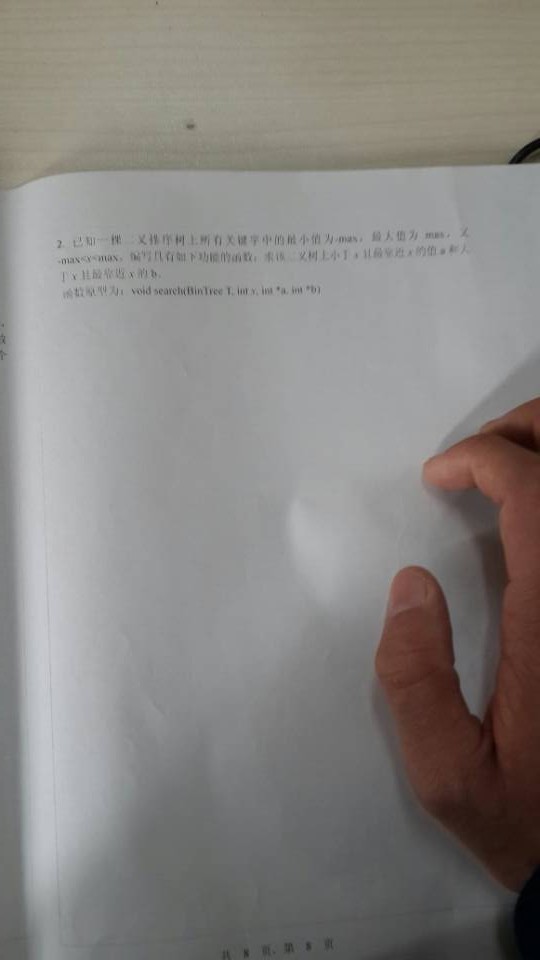 2. 已知一棵二叉排序树上所有关键字中的最小值为-max，最大值为 max，又
-max<x<max。编写具有如下功能的函数：求该二叉树上小于 x 且最靠近 x 的值 a 和大
于 x 且最靠近 x 的 b。
函数原型为：void search(BinTree T, int x, int *a, int *b)
个
共 8 页，第 8 页